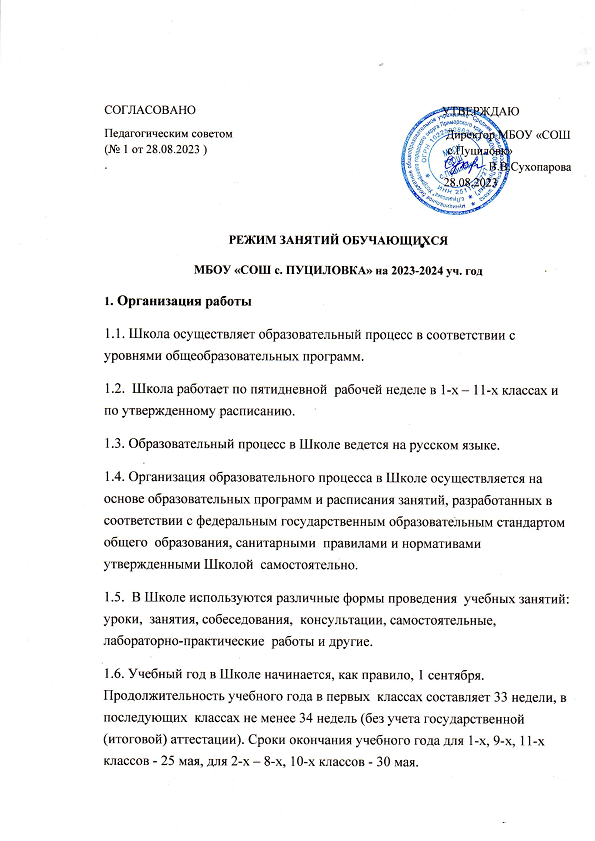 СОГЛАСОВАНО УТВЕРЖДАЮ
Педагогическим советом Директор МБОУ «СОШ
(№ 1 от 28.08.2023 ) с.Пуциловка»
. В.В.Сухопарова
28.08.2023
РЕЖИМ ЗАНЯТИЙ ОБУЧАЮЩИХСЯ
МБОУ «СОШ с. ПУЦИЛОВКА» на 2023-2024 уч. год
1. Организация работы
1.1. Школа осуществляет образовательный процесс в соответствии с
уровнями общеобразовательных программ.
1.2. Школа работает по пятидневной рабочей неделе в 1-х – 11-х классах и
по утвержденному расписанию.
1.3. Образовательный процесс в Школе ведется на русском языке.
1.4. Организация образовательного процесса в Школе осуществляется на
основе образовательных программ и расписания занятий, разработанных в
соответствии с федеральным государственным образовательным стандартом
общего образования, санитарными правилами и нормативами
утвержденными Школой самостоятельно.
1.5. В Школе используются различные формы проведения учебных занятий:
уроки, занятия, собеседования, консультации, самостоятельные,
лабораторно-практические работы и другие.
1.6. Учебный год в Школе начинается, как правило, 1 сентября.
Продолжительность учебного года в первых классах составляет 33 недели, в
последующих классах не менее 34 недель (без учета государственной
(итоговой) аттестации). Сроки окончания учебного года для 1-х, 9-х, 11-х
классов - 25 мая, для 2-х – 8-х, 10-х классов - 30 мая.